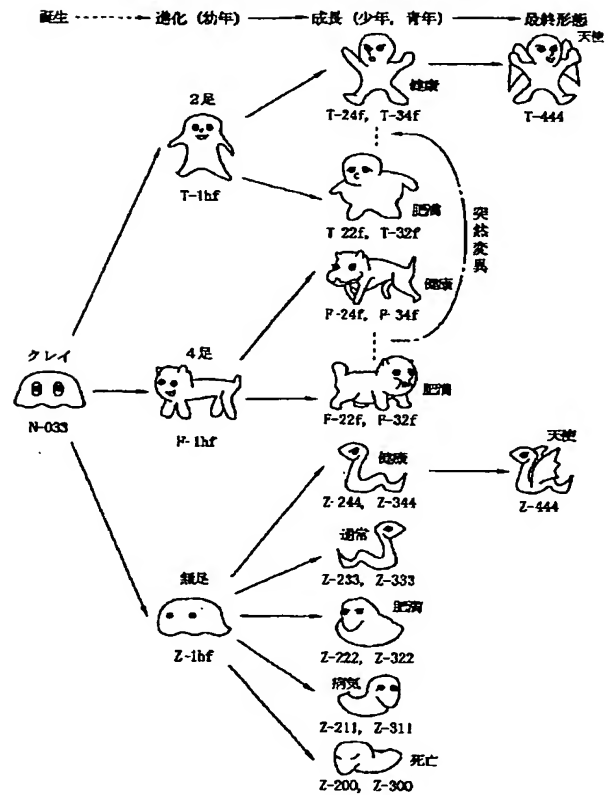 誕生 進化 (幼年) 成長 (少年, 青年) 最終形態
天使
T-444
健康
T-24f, T-34f
2足
T-1hf
肥満
T-22f, T-32f
突然変異
健康
F-24f, F-34f
クレイ
N-033
4足
F-1hf
肥満
F-22f, F-32f
健康
Z-244, Z-344
天使
Z-444
通常
Z-233, Z-333
無足
Z-1hf
肥満
Z-222, Z-322
病気
Z-211, Z-311
死亡
Z-200, Z-300